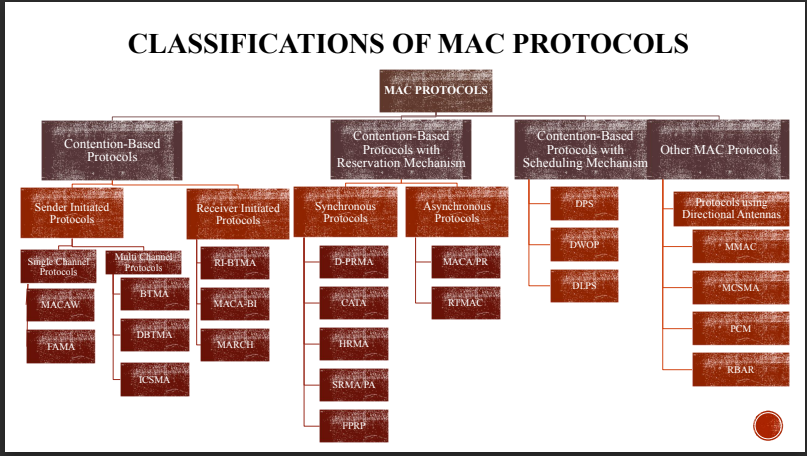 CLASSIFICATIONS OF MAC PROTOCOLS
MAC PROTOCOLS
Contention-Based
Protocols
Contention-Based
Protocols with
Reservation Mechanism
Contention-Based
Protocols with
Scheduling Mechanism
Other MAC Protocols
Sender Initiated
Protocols
Receiver Initiated
Protocols
Synchronous
Protocols
Asynchronous
Protocols
Single Channel
Protocols
MACAW
FAMA
Multi Channel
Protocols
BTMA
DBTMA
ICSMA
RI-BTMA
MACA-BI
MARCH
D-PRMA
CATA
HRMA
SRMA/PA
FPRP
MACA/PR
RTMAC
DPS
DWOP
DLPS
Protocols using
Directional Antennas
MMAC
MCSMA
PCM
RBAR